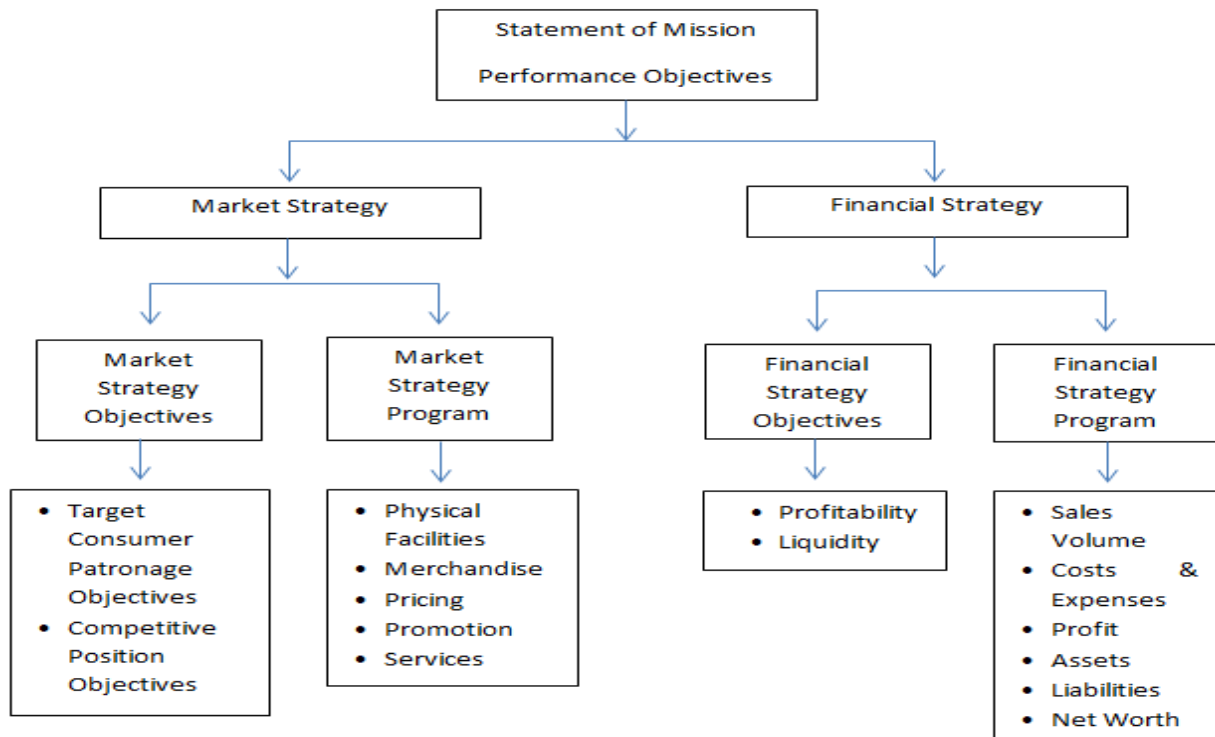 Statement of Mission
Performance Objectives
Market Strategy
Financial Strategy
Market
Strategy
Objectives
Market
Strategy
Program
Financial
Strategy
Objectives
Financial
Strategy
Program
• Target
Consumer
Patronage
Objectives
• Competitive
Position
Objectives
• Physical
Facilities
• Merchandise
• Pricing
• Promotion
• Services
• Profitability
• Liquidity
• Sales
Volume
• Costs &
Expenses
• Profit
• Assets
• Liabilities
• Net Worth